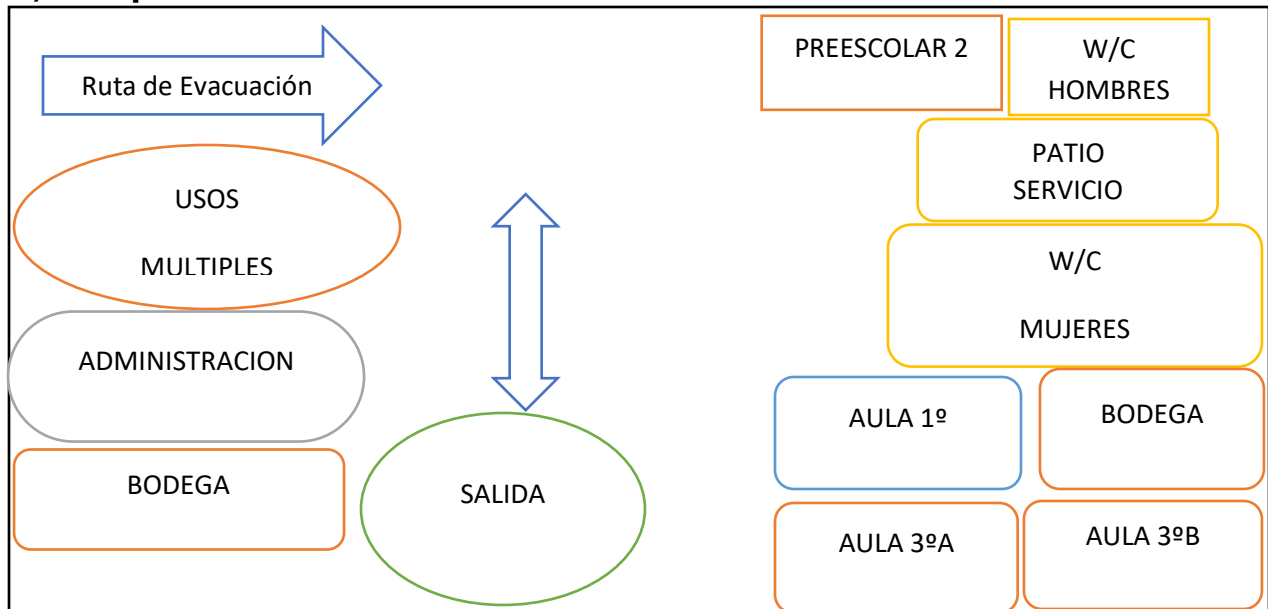 Ruta de Evacuación
PREESCOLAR 2
W/C
HOMBRES
PATIO
SERVICIO
USOS
MULTIPLES
W/C
MUJERES
ADMINISTRACION
AULA 1º
BODEGA
BODEGA
SALIDA
AULA 3ºA
AULA 3ºB